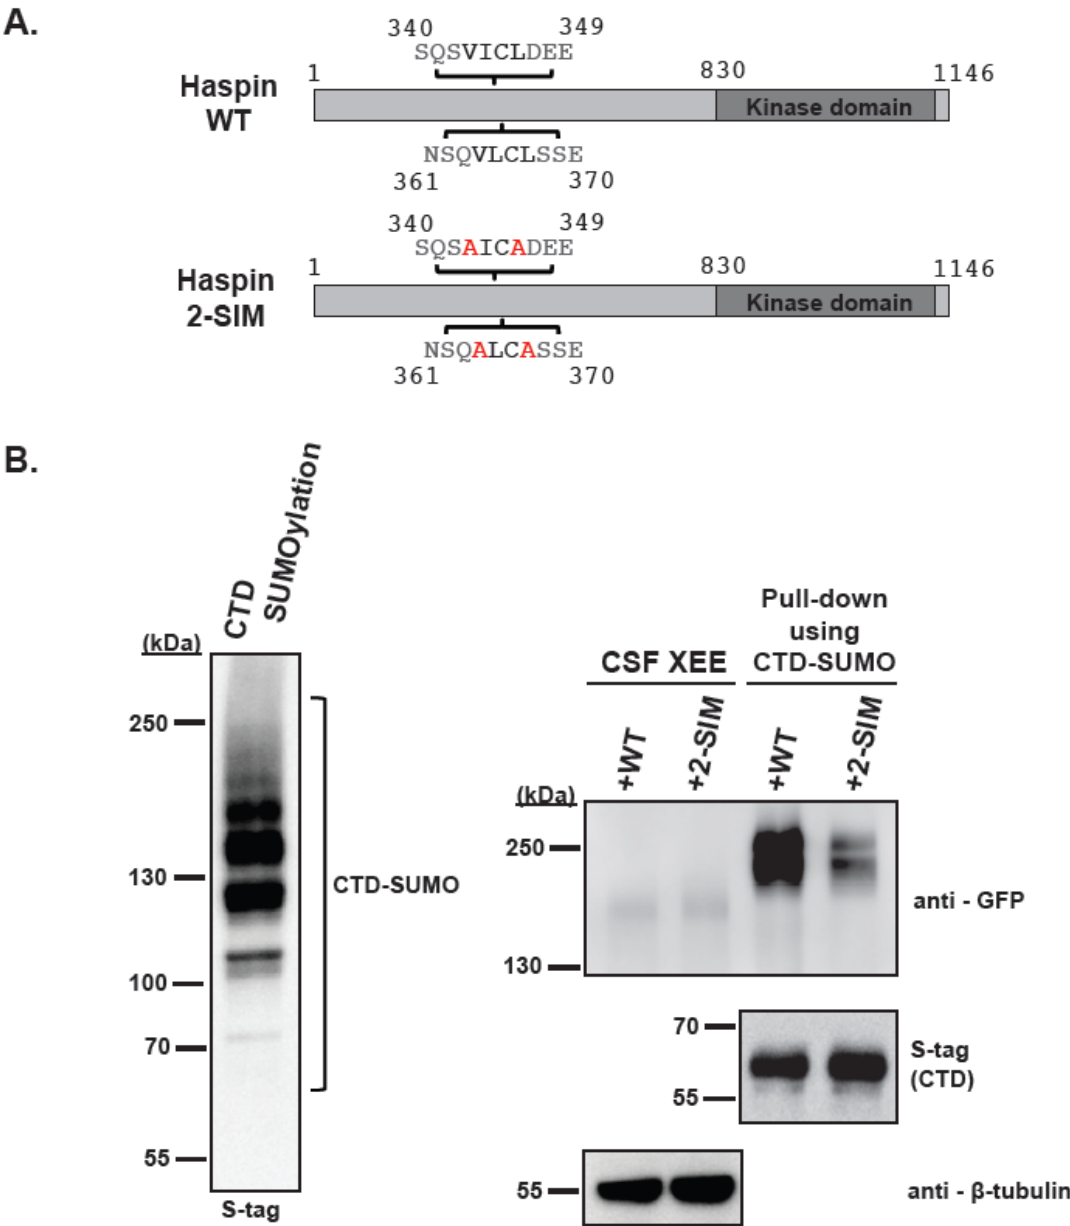 A.
340 349
SQSVICLDEE
Haspin
WT
1 830 1146
Kinase domain
NSQVLCLSSE
361 370
340 349
SQSAICADEE
Haspin
2-SIM
1 830 1146
Kinase domain
NSQALCASSE
361 370
B.
CTD
SUMOylation
(kDa)
250
130
100
70
55
CTD-SUMO
S-tag
CSF XEE
Pull-down
using
CTD-SUMO
+WT
+2-SIM
+WT
+2-SIM
(kDa)
250
130
anti - GFP
70
55
S-tag
(CTD)
55
anti - β-tubulin